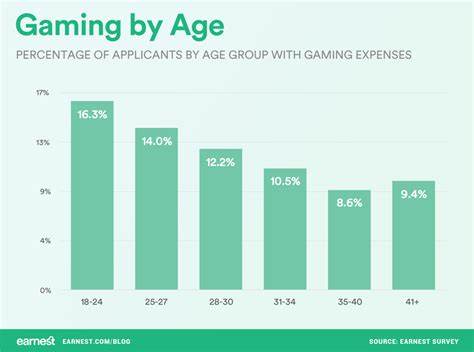 Gaming by Age
PERCENTAGE OF APPLICANTS BY AGE GROUP WITH GAMING EXPENSES
17%
13%
9%
4%
0%
16.3%
14.0%
12.2%
10.5%
8.6%
9.4%
18-24 25-27 28-30 31-34 35-40 41+
earnest EARNEST.COM/BLOG SOURCE: EARNEST SURVEY